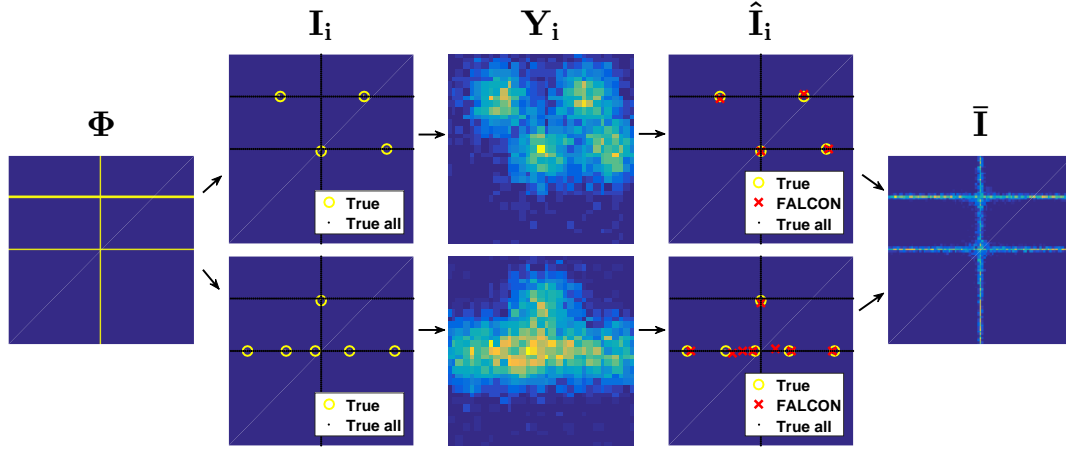 I_i
Y_i
Î_i
Φ
Ī
True
True all
True
FALCON
True all
True
True all
True
FALCON
True all